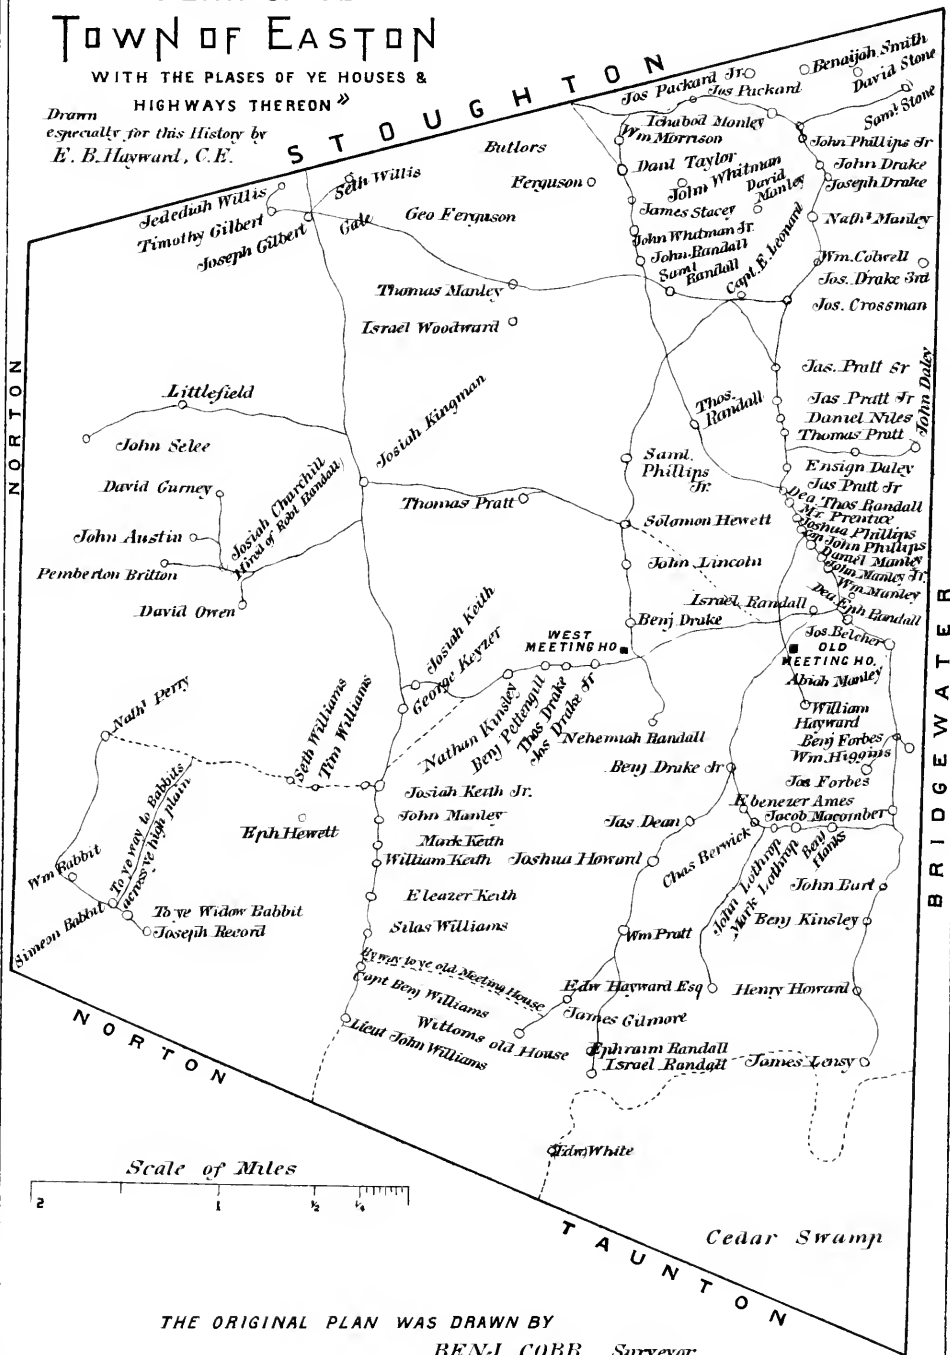 TOWN OF EASTON
WITH THE PLASES OF YE HOUSES &
HIGHWAYS THEREON"
Drawn
especially for this History by
E. B. Hayward, C.E.
STOUGHTON
Jos Packard Jr
Jos Packard
Benaijah Smith
David Stone
Saml Stone
Ichabod Manley
Wm Morrison
John Phillips Jr
Butlors
Danl Taylor
John Drake
Seth Willis
Ferguson
John Whitman
David
Manley
Joseph Drake
Jedediah Willis
Timothy Gilbert
Joseph Gilbert
Gale
Geo Ferguson
James Stacey
Nathl Manley
John Whitman Jr.
John Randall
Saml
Randall
Capt. E. Leonard
Wm. Colwell
Jos. Drake 3rd
Thomas Manley
Jos. Crossman
Israel Woodward
NORTON
Jas. Pratt Sr
Littlefield
Josiah Kingman
Thos.
Randall
Jas Pratt Jr
Daniel Niles
Thomas Pratt
John Daley
John Selee
Saml.
Phillips
Jr.
Ensign Daley
Jas Pratt Jr
David Gurney
Josiah Churchill
Hired of Robt Randall
Thomas Pratt
Dea Thos Randall
Mr. Prentice
Joshua Phillips
John Phillips
Daniel Manley
John Manley Jr.
Wm Manley
Solomon Hewett
John Austin
John Lincoln
Pemberton Britton
Israel Randall
Dea Eph Randall
David Owen
Benj Drake
BRIDGEWATER
Josiah Keith
George Keyzer
WEST
MEETING HO.
Jos. Belcher
OLD
MEETING HO.
Abiah Manley
Nathl Perry
Seth Williams
Tim Williams
Nathan Kinsley
Benj Pettengill
Thos Drake
Jos Drake Jr
Nehemiah Randall
William
Hayward
Benj Forbes
Wm. Higgins
Benj Drake Jr
Jos Forbes
To ye way to Babbits
across ye high plain
Josiah Keith Jr.
Ebenezer Ames
Eph Hewett
John Manley
Jas Dean
Jacob Macomber
Mark Keith
Chas Berwick
John Lothrop
Mark Lothrop
Benj
Hanks
William Keith
Joshua Howard
Wm Babbit
Eleazer Keith
John Burt
Simeon Babbit
To ye Widow Babbit
Joseph Record
Silas Williams
Wm Pratt
Benj Kinsley
By way to ye old Meeting House
Capt Benj Williams
Edw Hayward Esq
Henry Howard
Wittoms old House
James Gilmore
Lieut John Williams
Ephraim Randall
Israel Randall
James Lensy
NORTON
Edw White
Scale of Miles
2 1 ½ ¼
Cedar Swamp
TAUNTON
THE ORIGINAL PLAN WAS DRAWN BY
BENJ. COBB, Surveyor